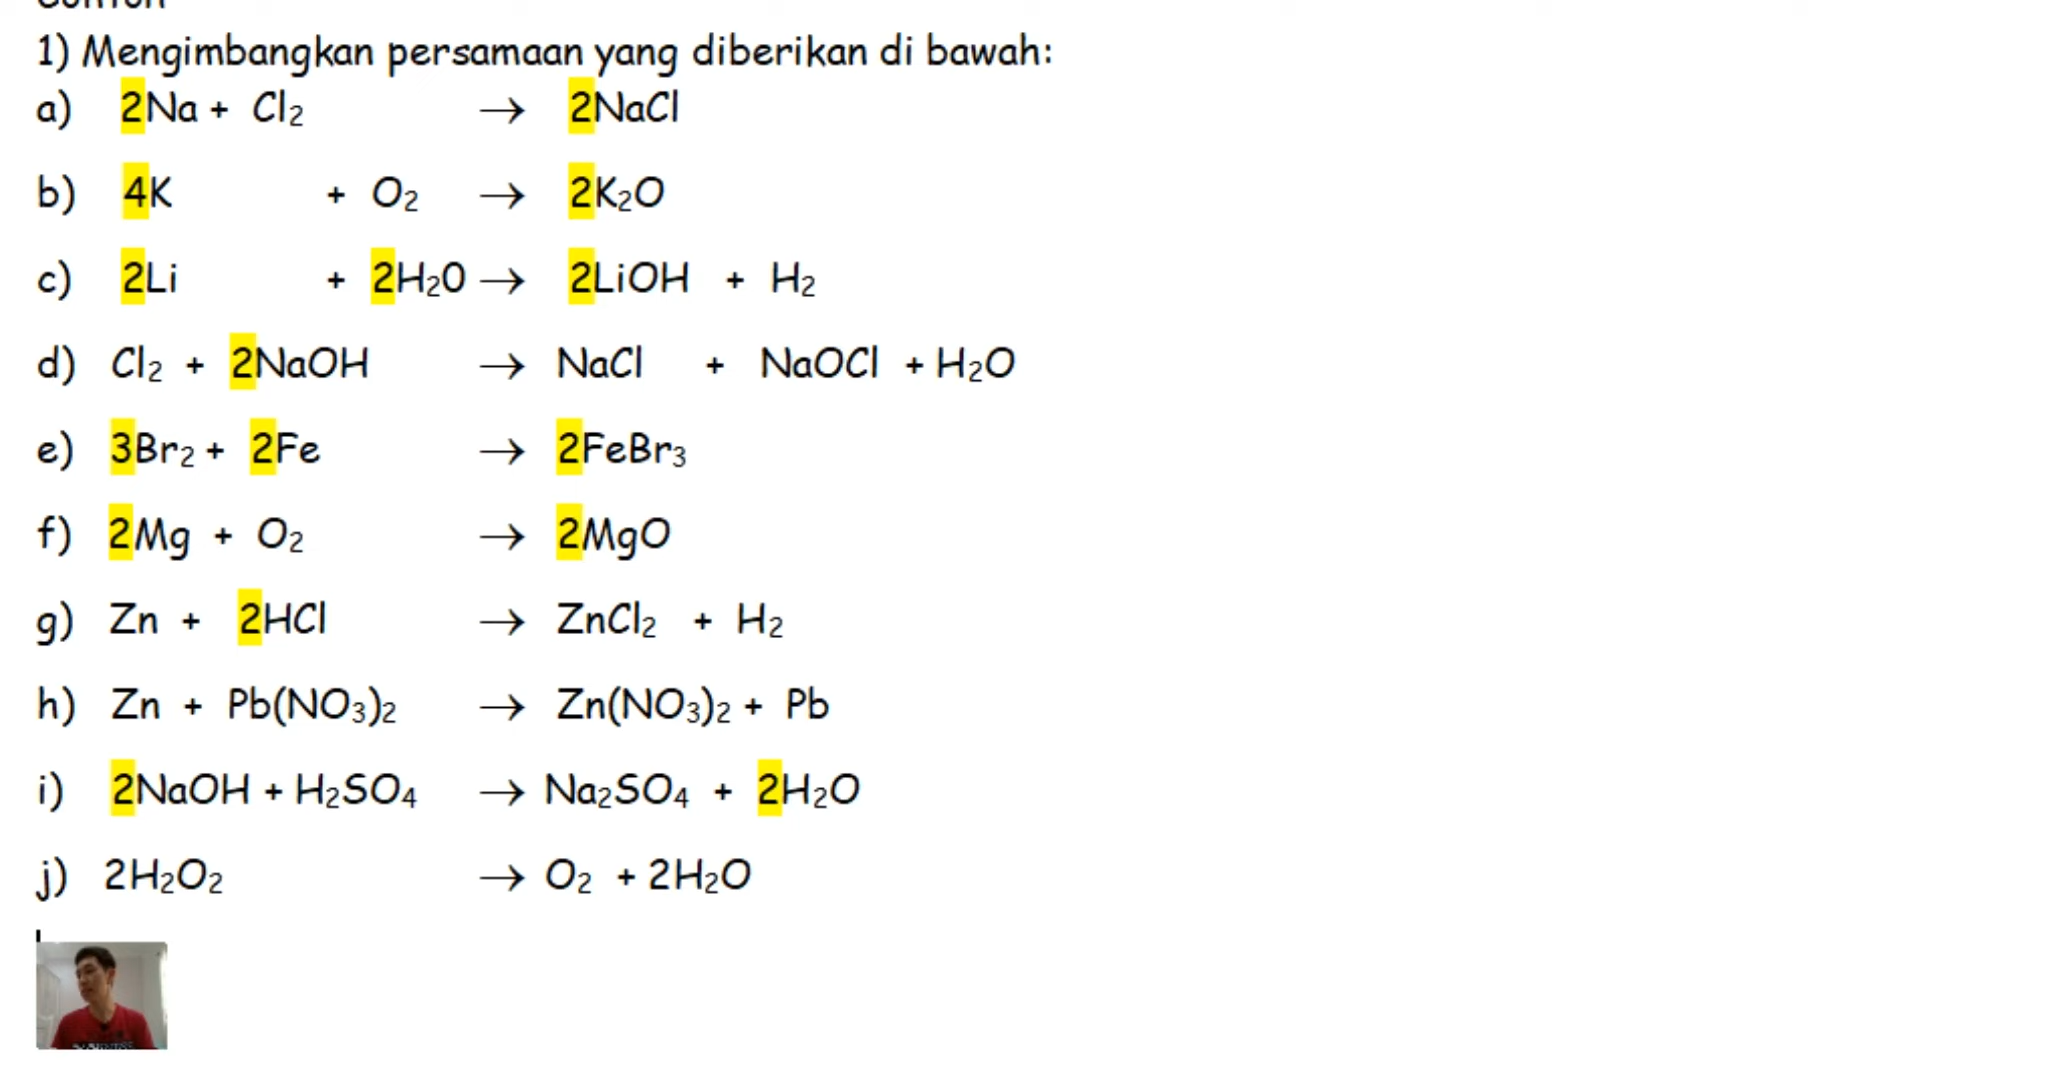 1) Mengimbangkan persamaan yang diberikan di bawah:
a) 2Na + Cl₂ → 2NaCl
b) 4K + O₂ → 2K₂O
c) 2Li + 2H₂0 → 2LiOH + H₂
d) Cl₂ + 2NaOH → NaCl + NaOCl + H₂O
e) 3Br₂ + 2Fe → 2FeBr₃
f) 2Mg + O₂ → 2MgO
g) Zn + 2HCl → ZnCl₂ + H₂
h) Zn + Pb(NO₃)₂ → Zn(NO₃)₂ + Pb
i) 2NaOH + H₂SO₄ → Na₂SO₄ + 2H₂O
j) 2H₂O₂ → O₂ + 2H₂O